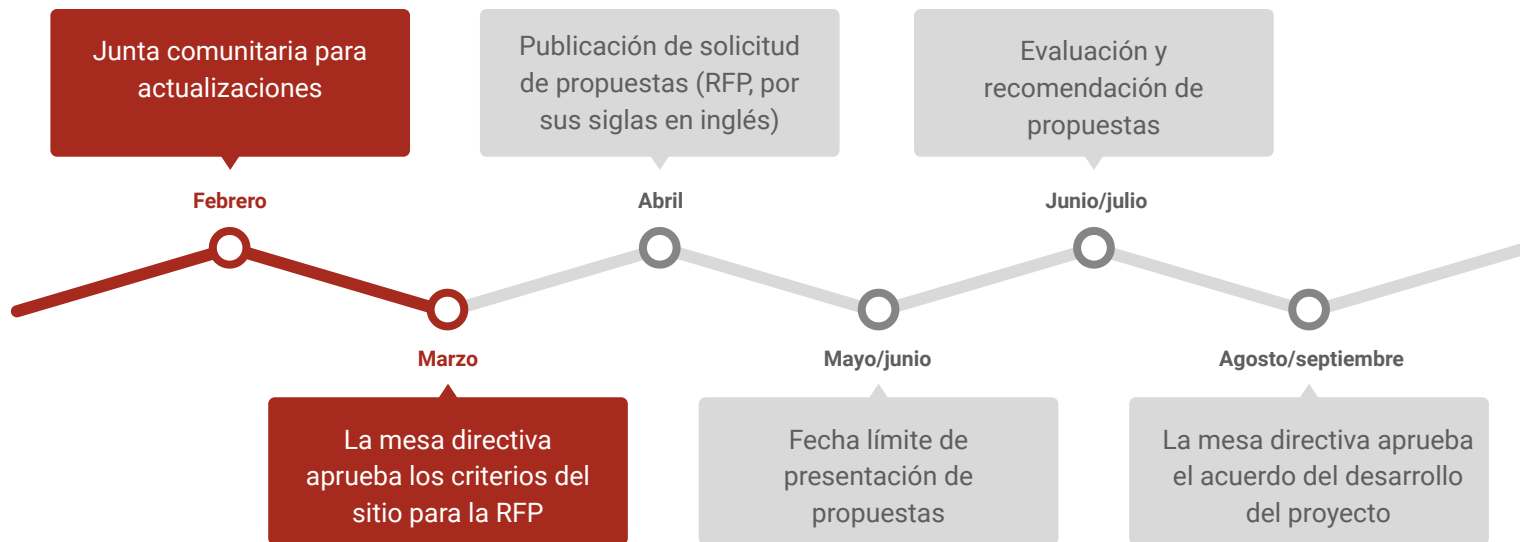 Junta comunitaria para
actualizaciones
Febrero
Marzo
La mesa directiva
aprueba los criterios del
sitio para la RFP
Publicación de solicitud
de propuestas (RFP, por
sus siglas en inglés)
Abril
Mayo/junio
Fecha límite de
presentación de
propuestas
Evaluación y
recomendación de
propuestas
Junio/julio
Agosto/septiembre
La mesa directiva aprueba
el acuerdo del desarrollo
del proyecto